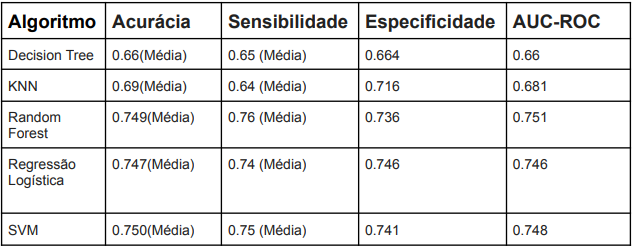 Algoritmo Acurácia Sensibilidade Especificidade AUC-ROC
Decision Tree 0.66(Média) 0.65 (Média) 0.664 0.66
KNN 0.69(Média) 0.64 (Média) 0.716 0.681
Random 0.749(Média) 0.76 (Média) 0.736 0.751
Forest
Regressão 0.747(Média) 0.74 (Média) 0.746 0.746
Logística
SVM 0.750(Média) 0.75 (Média) 0.741 0.748